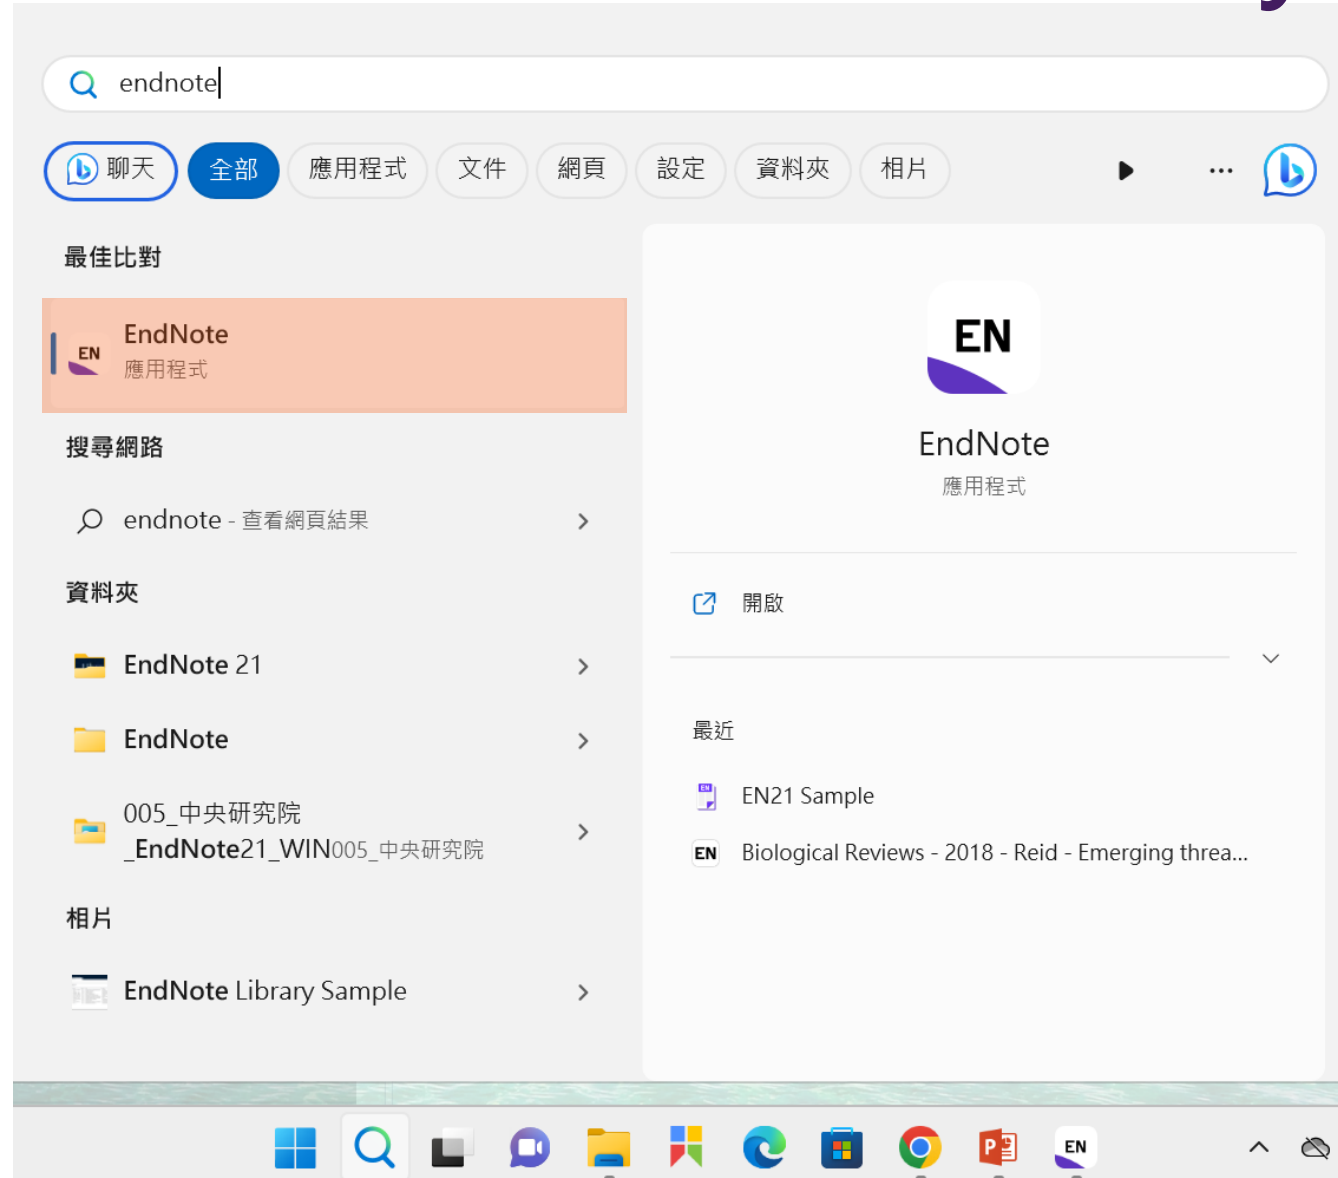 endnote
聊天 全部 應用程式 文件 網頁 設定 資料夾 相片
最佳比對
EN
EndNote
應用程式
搜尋網路
endnote - 查看網頁結果
資料夾
EndNote 21
EndNote
005_中央研究院
_EndNote21_WIN005_中央研究院
相片
EndNote Library Sample
EN
EndNote
應用程式
開啟
最近
EN21 Sample
EN Biological Reviews - 2018 - Reid - Emerging threa...
EN